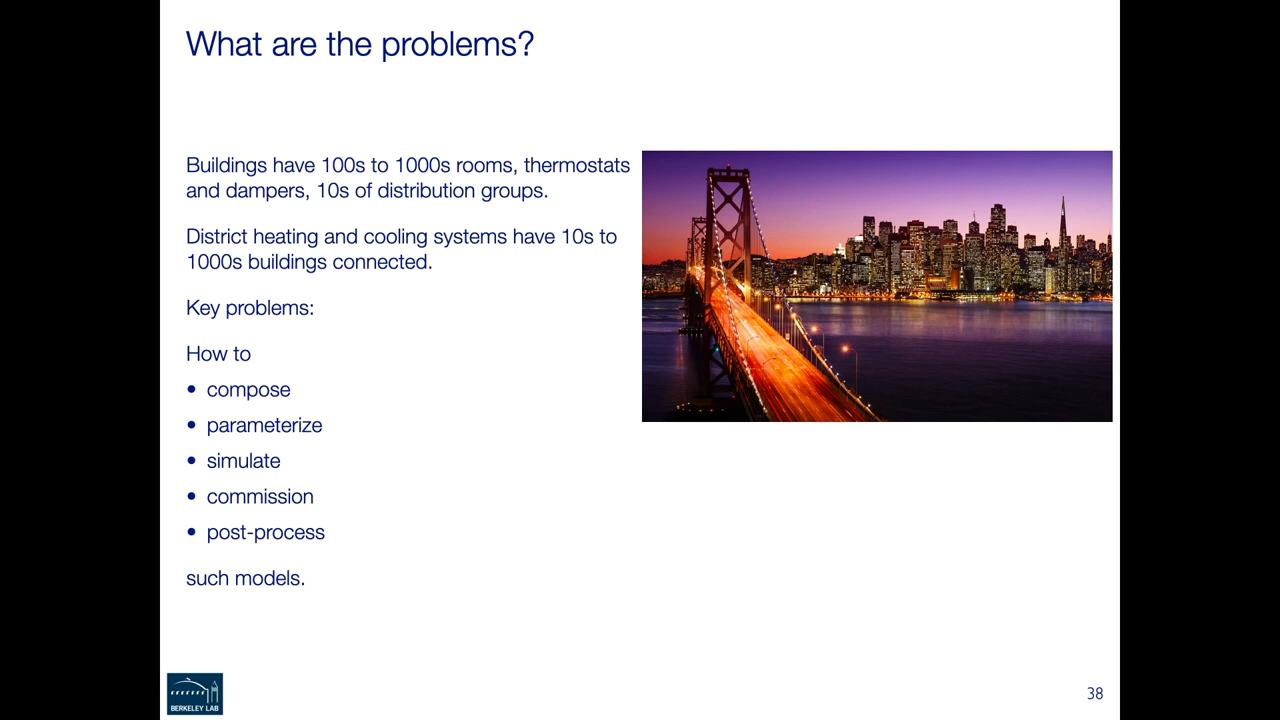 What are the problems?
Buildings have 100s to 1000s rooms, thermostats
and dampers, 10s of distribution groups.
District heating and cooling systems have 10s to
1000s buildings connected.
Key problems:
How to
• compose
• parameterize
• simulate
• commission
• post-process
such models.
BERKELEY LAB
38